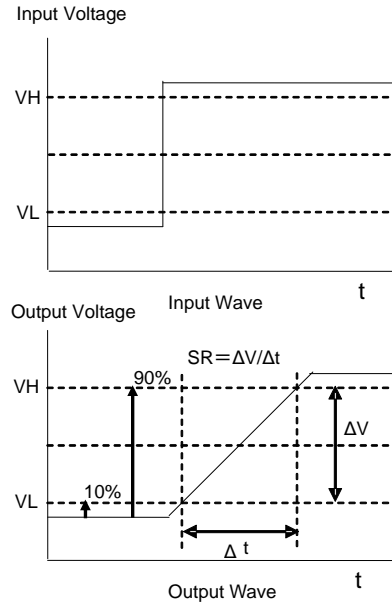 Input Voltage
VH
VL
t
Input Wave
Output Voltage
SR＝ΔV/Δt
VH
90%
ΔV
VL
10%
Δ t
t
Output Wave